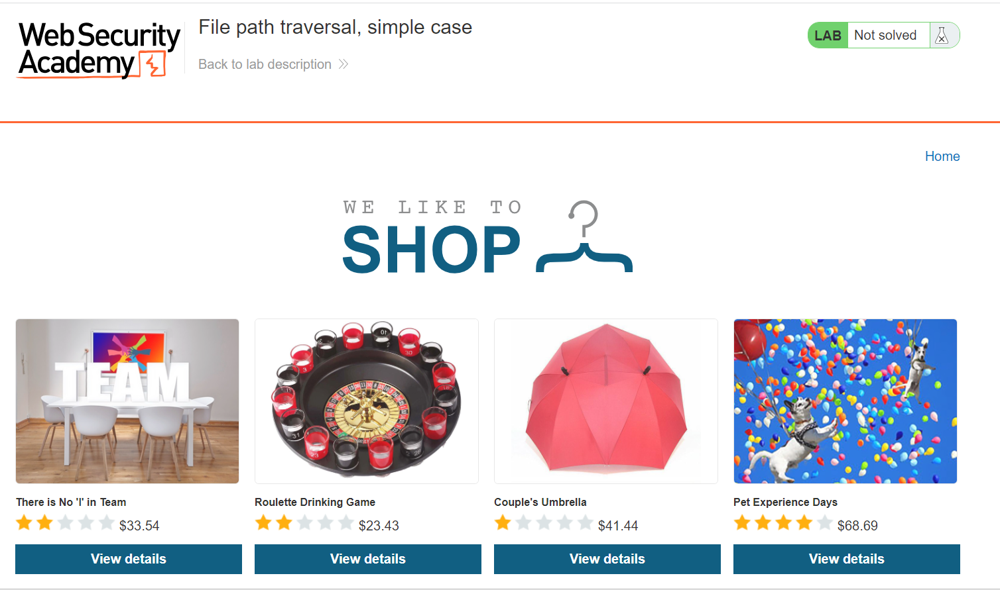 Web Security
Academy
File path traversal, simple case
Back to lab description
LAB Not solved
Home
WE LIKE TO
SHOP
TEAM
There is No 'I' in Team
$33.54
View details
Roulette Drinking Game
$23.43
View details
Couple's Umbrella
$41.44
View details
Pet Experience Days
$68.69
View details